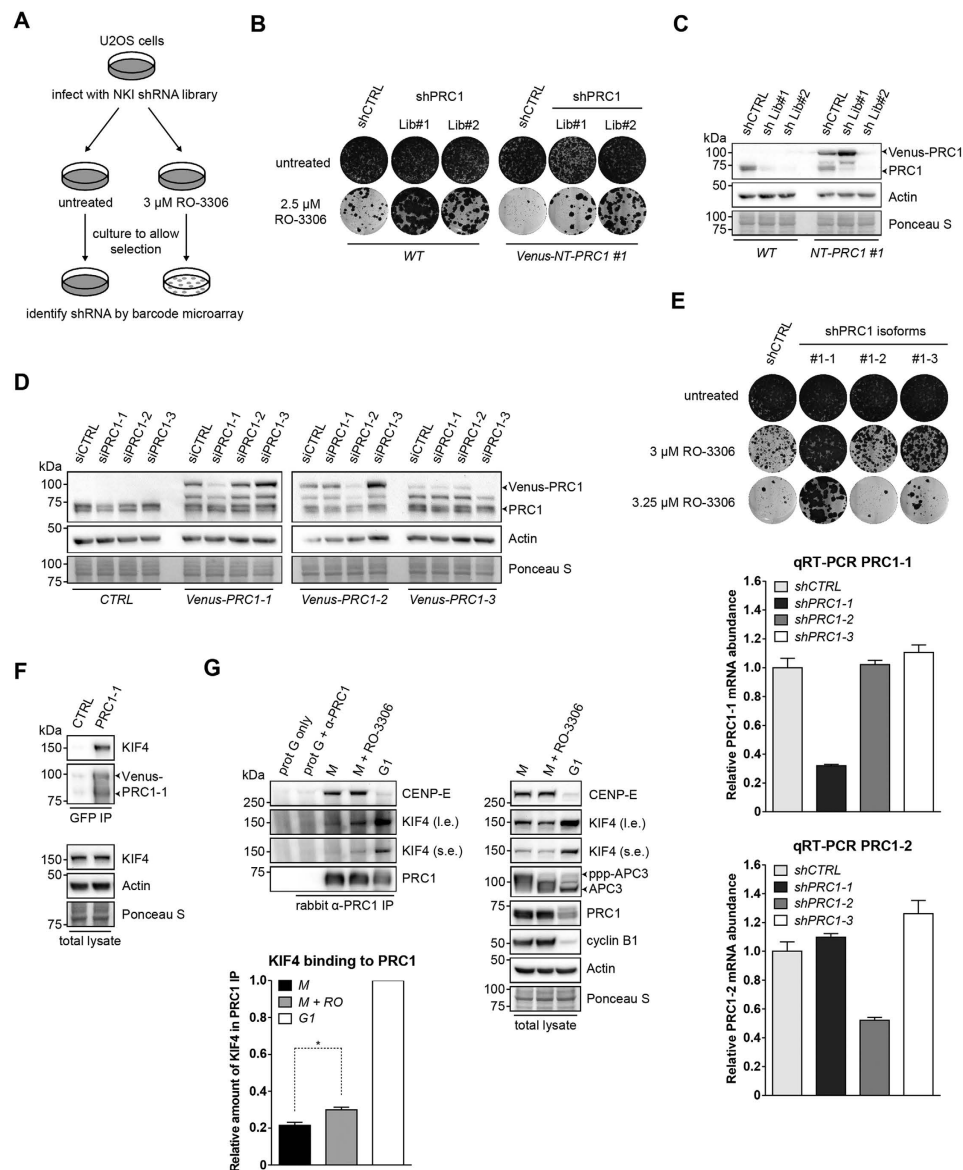 A
U2OS cells
infect with NKI shRNA library
untreated
3 μM RO-3306
culture to allow
selection
identify shRNA by barcode microarray
B
shCTRL
shPRC1
Lib#1
Lib#2
shCTRL
shPRC1
Lib#1
Lib#2
untreated
2.5 μM
RO-3306
WT
Venus-NT-PRC1 #1
C
shCTRL
sh Lib#1
sh Lib#2
shCTRL
sh Lib#1
sh Lib#2
kDa
100
75
Venus-PRC1
PRC1
50
Actin
100
75
Ponceau S
WT
NT-PRC1 #1
D
siCTRL
siPRC1-1
siPRC1-2
siPRC1-3
siCTRL
siPRC1-1
siPRC1-2
siPRC1-3
siCTRL
siPRC1-1
siPRC1-2
siPRC1-3
siCTRL
siPRC1-1
siPRC1-2
siPRC1-3
kDa
100
75
Venus-PRC1
PRC1
50
37
Actin
100
75
Ponceau S
CTRL
Venus-PRC1-1
Venus-PRC1-2
Venus-PRC1-3
E
shCTRL
shPRC1 isoforms
#1-1
#1-2
#1-3
untreated
3 μM RO-3306
3.25 μM RO-3306
qRT-PCR PRC1-1
Relative PRC1-1 mRNA abundance
1.6
1.4
1.2
1.0
0.8
0.6
0.4
0.2
0.0
shCTRL
shPRC1-1
shPRC1-2
shPRC1-3
qRT-PCR PRC1-2
Relative PRC1-2 mRNA abundance
1.6
1.4
1.2
1.0
0.8
0.6
0.4
0.2
0.0
shCTRL
shPRC1-1
shPRC1-2
shPRC1-3
F
CTRL
PRC1-1
kDa
150
KIF4
100
75
Venus-
PRC1-1
GFP IP
150
KIF4
50
Actin
75
Ponceau S
total lysate
G
prot G only
prot G + α-PRC1
M
M + RO-3306
G1
kDa
250
CENP-E
150
KIF4 (l.e.)
150
KIF4 (s.e.)
75
PRC1
rabbit α-PRC1 IP
M
M + RO-3306
G1
250
CENP-E
150
KIF4 (l.e.)
150
KIF4 (s.e.)
100
ppp-APC3
APC3
75
PRC1
50
cyclin B1
50
37
Actin
100
75
Ponceau S
total lysate
KIF4 binding to PRC1
Relative amount of KIF4 in PRC1 IP
1.0
0.8
0.6
0.4
0.2
0.0
M
M + RO
G1
*